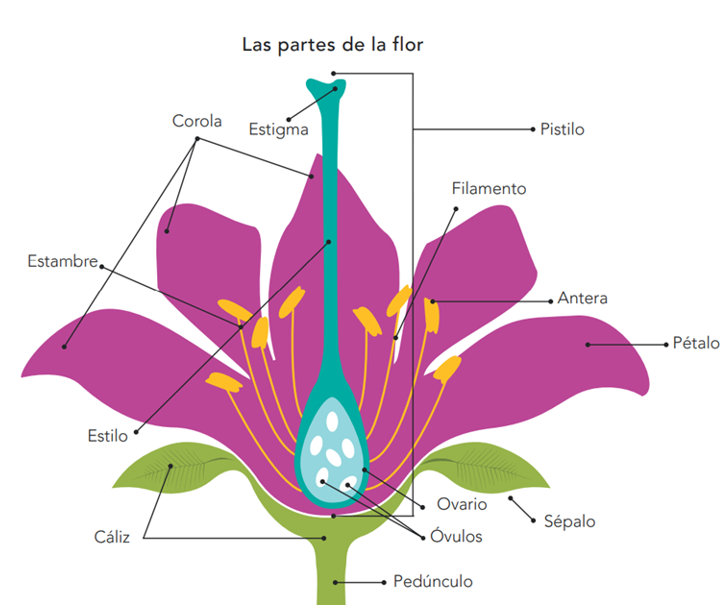 Las partes de la flor
Corola
Estigma
Pistilo
Filamento
Estambre
Antera
Pétalo
Estilo
Ovario
Sépalo
Cáliz
Óvulos
Pedúnculo